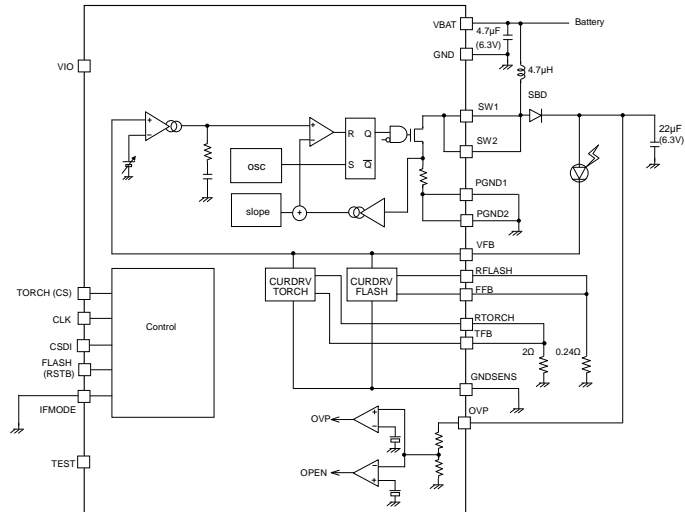 VBAT
Battery
4.7µF
(6.3V)
GND
VIO
4.7µH
SBD
SW1
22µF
(6.3V)
+
−
+
−
R
Q
S
Q
SW2
osc
slope
+
PGND1
PGND2
VFB
RFLASH
CURDRV
TORCH
CURDRV
FLASH
FFB
TORCH (CS)
CLK
Control
RTORCH
TFB
CSDI
2Ω
0.24Ω
FLASH
(RSTB)
GNDSENS
IFMODE
OVP
OVP
+
−
TEST
OPEN
−
+